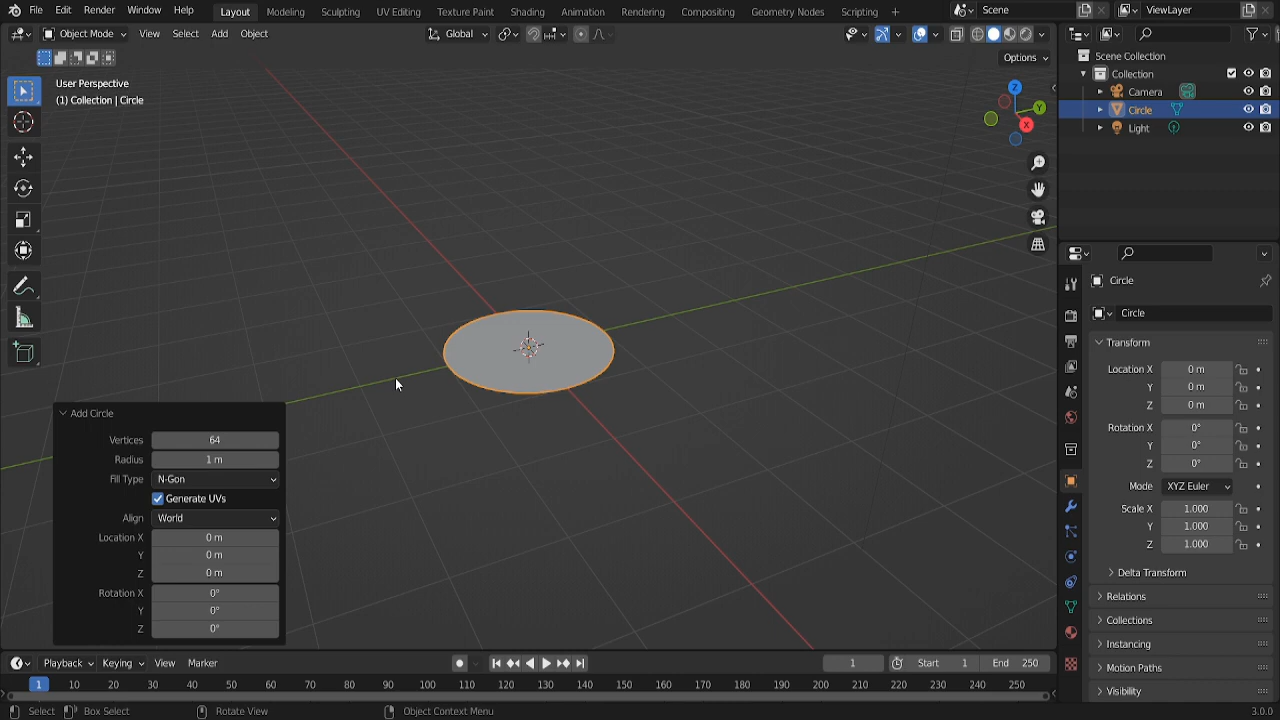 File Edit Render Window Help Layout Modeling Sculpting UV Editing Texture Paint Shading Animation Rendering Compositing Geometry Nodes Scripting + Scene ViewLayer
Object Mode View Select Add Object Global
Options
User Perspective
(1) Collection | Circle
Z
Y
X
Scene Collection
Collection
Camera
Circle
Light
Circle
Circle
Transform
Location X 0 m
Y 0 m
Z 0 m
Rotation X 0°
Y 0°
Z 0°
Mode XYZ Euler
Scale X 1.000
Y 1.000
Z 1.000
Delta Transform
Relations
Collections
Instancing
Motion Paths
Visibility
Add Circle
Vertices 64
Radius 1 m
Fill Type N-Gon
Generate UVs
Align World
Location X 0 m
Y 0 m
Z 0 m
Rotation X 0°
Y 0°
Z 0°
Playback Keying View Marker 1 Start 1 End 250
1 10 20 30 40 50 60 70 80 90 100 110 120 130 140 150 160 170 180 190 200 210 220 230 240 250
Select Box Select Rotate View Object Context Menu 3.0.0